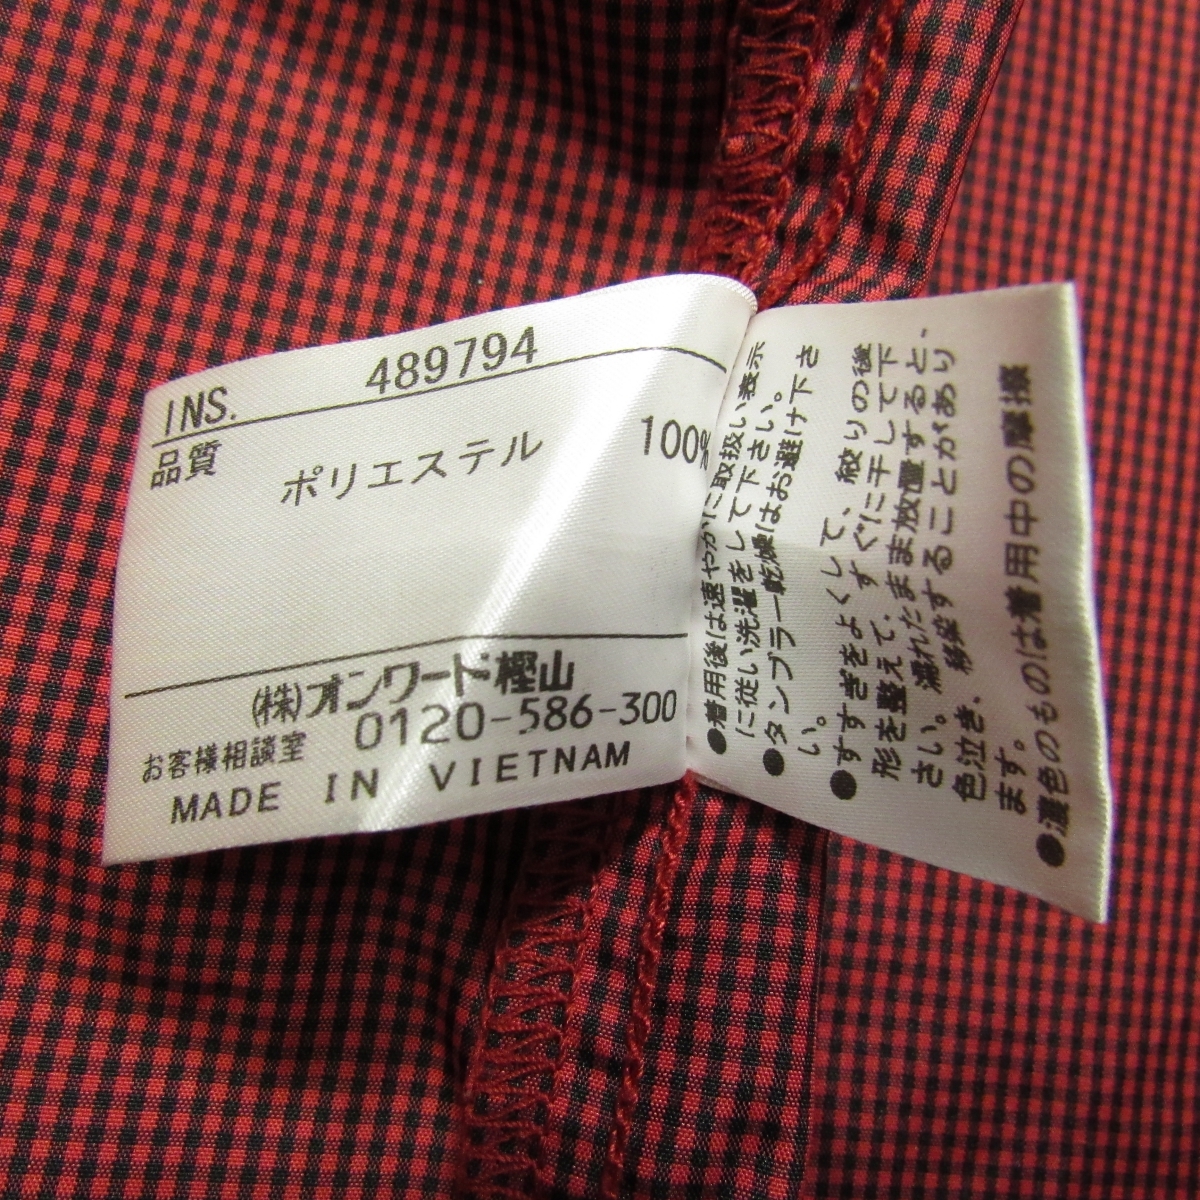 INS. 489794
品質
ポリエステル 100%
(株)オンワード樫山
お客様相談室 0120-586-300
MADE IN VIETNAM
●着用後は速やかに取扱い表示
に従い洗濯をして下さい。
●タンブラー乾燥はお避け下さ
い。
●すすぎをよくして、絞りの後
形を整えて、すぐに干して下
さい。濡れたまま放置すると
色泣き、移染することがあり
ます。
●濃色のものは着用中の摩擦